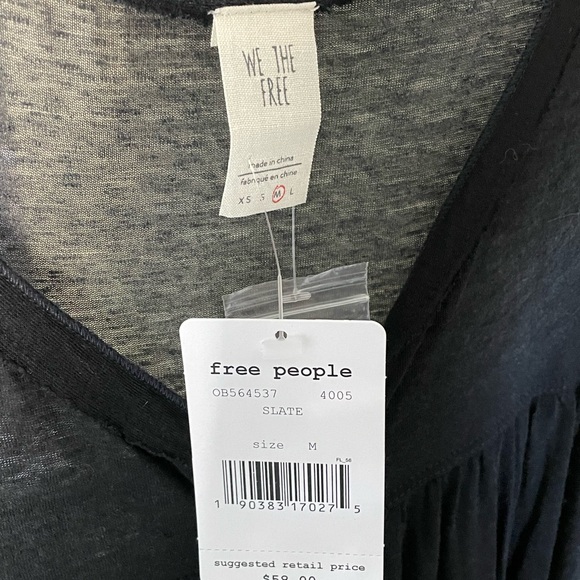 WE THE
FREE
made in china
fabriqué en chine
XS S M L
free people
OB564537 4005
SLATE
size M
FL_S6
1 90383 17027 5
suggested retail price
$58.00